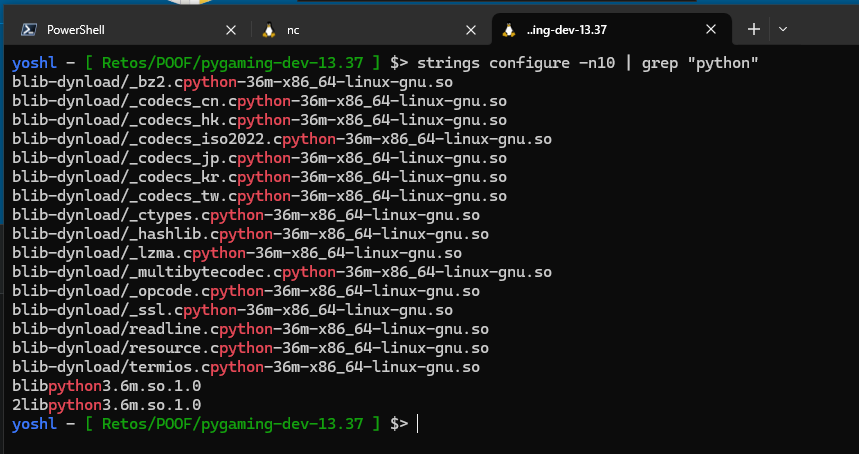 PowerShell
nc
..ing-dev-13.37
yoshl - [ Retos/POOF/pygaming-dev-13.37 ] $> strings configure -n10 | grep "python"
blib-dynload/_bz2.cpython-36m-x86_64-linux-gnu.so
blib-dynload/_codecs_cn.cpython-36m-x86_64-linux-gnu.so
blib-dynload/_codecs_hk.cpython-36m-x86_64-linux-gnu.so
blib-dynload/_codecs_iso2022.cpython-36m-x86_64-linux-gnu.so
blib-dynload/_codecs_jp.cpython-36m-x86_64-linux-gnu.so
blib-dynload/_codecs_kr.cpython-36m-x86_64-linux-gnu.so
blib-dynload/_codecs_tw.cpython-36m-x86_64-linux-gnu.so
blib-dynload/_ctypes.cpython-36m-x86_64-linux-gnu.so
blib-dynload/_hashlib.cpython-36m-x86_64-linux-gnu.so
blib-dynload/_lzma.cpython-36m-x86_64-linux-gnu.so
blib-dynload/_multibytecodec.cpython-36m-x86_64-linux-gnu.so
blib-dynload/_opcode.cpython-36m-x86_64-linux-gnu.so
blib-dynload/_ssl.cpython-36m-x86_64-linux-gnu.so
blib-dynload/readline.cpython-36m-x86_64-linux-gnu.so
blib-dynload/resource.cpython-36m-x86_64-linux-gnu.so
blib-dynload/termios.cpython-36m-x86_64-linux-gnu.so
blibpython3.6m.so.1.0
2libpython3.6m.so.1.0
yoshl - [ Retos/POOF/pygaming-dev-13.37 ] $>